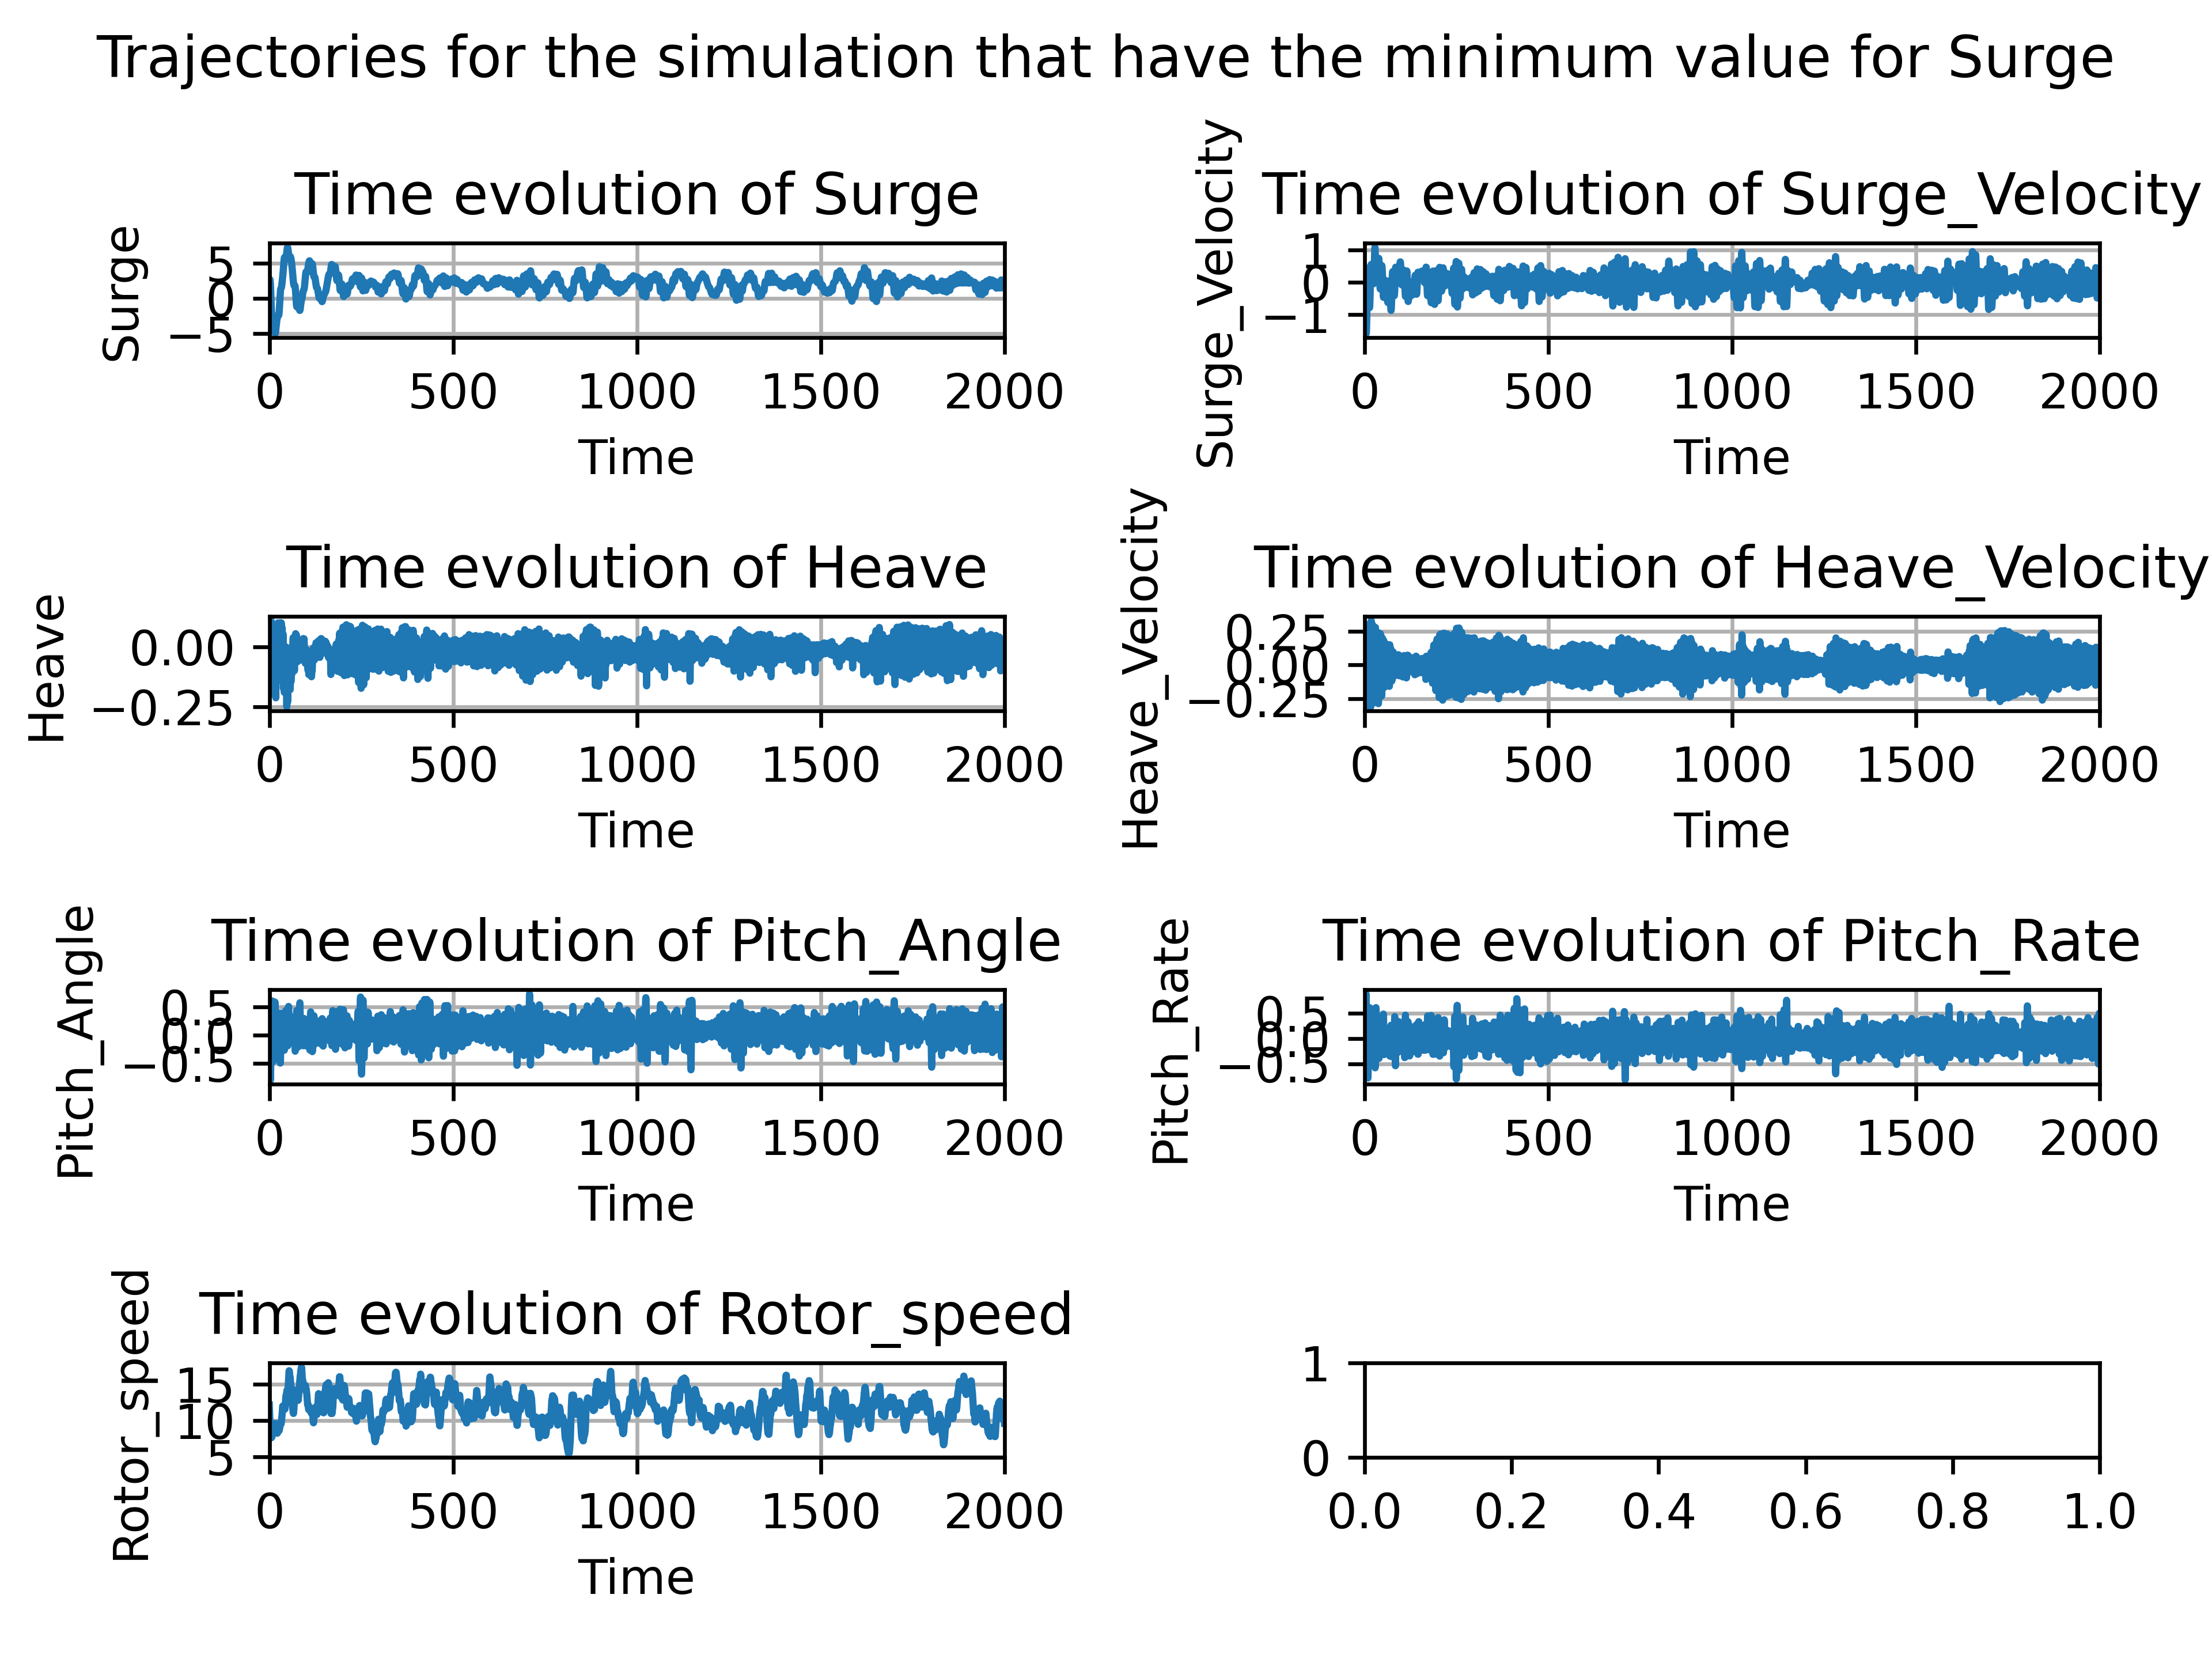 Trajectories for the simulation that have the minimum value for Surge
Time evolution of Surge
Surge
5
0
−5
0 500 1000 1500 2000
Time
Time evolution of Surge_Velocity
Surge_Velocity
1
0
−1
0 500 1000 1500 2000
Time
Time evolution of Heave
Heave
0.00
−0.25
0 500 1000 1500 2000
Time
Time evolution of Heave_Velocity
Heave_Velocity
0.25
0.00
−0.25
0 500 1000 1500 2000
Time
Time evolution of Pitch_Angle
Pitch_Angle
0.5
0.0
−0.5
0 500 1000 1500 2000
Time
Time evolution of Pitch_Rate
Pitch_Rate
0.5
0.0
−0.5
0 500 1000 1500 2000
Time
Time evolution of Rotor_speed
Rotor_speed
15
10
5
0 500 1000 1500 2000
Time
1
0
0.0 0.2 0.4 0.6 0.8 1.0